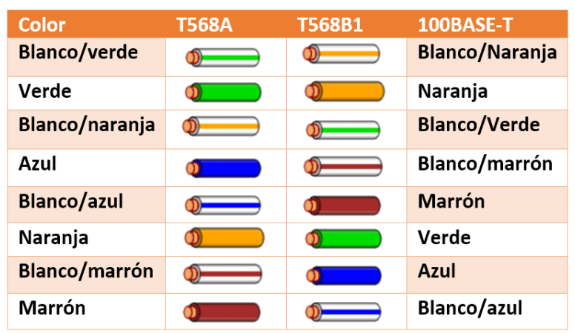 Color T568A T568B1 100BASE-T
Blanco/verde Blanco/Naranja
Verde Naranja
Blanco/naranja Blanco/Verde
Azul Blanco/marrón
Blanco/azul Marrón
Naranja Verde
Blanco/marrón Azul
Marrón Blanco/azul